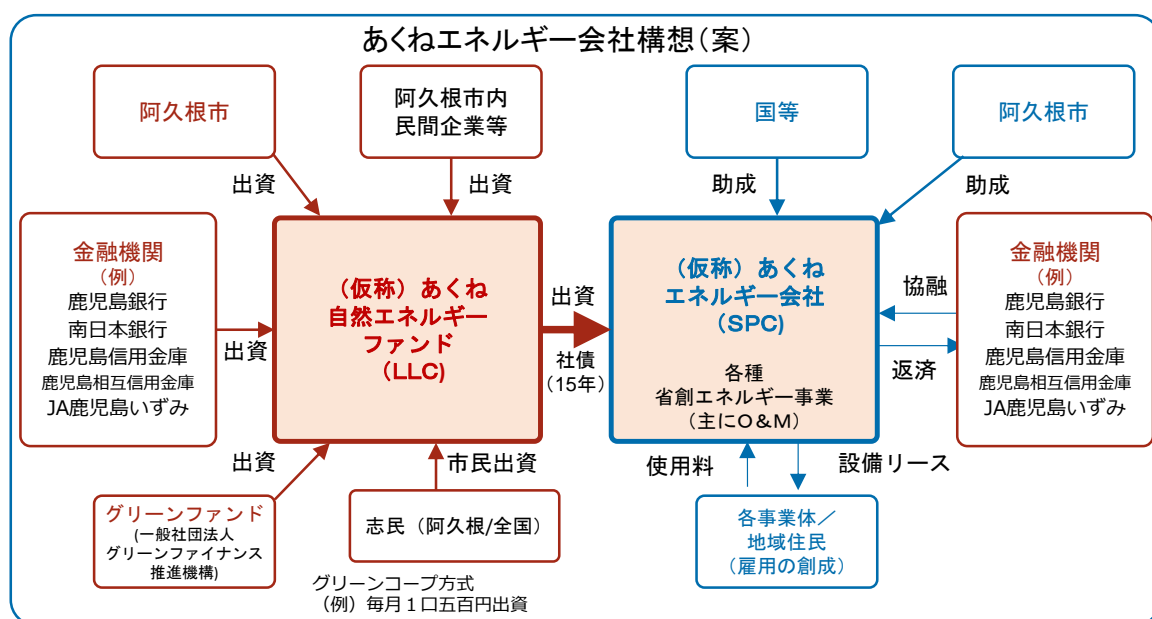 あくねエネルギー会社構想（案）
阿久根市
阿久根市内
民間企業等
国等
阿久根市
出資
出資
助成
助成
金融機関
（例）
鹿児島銀行
南日本銀行
鹿児島信用金庫
鹿児島相互信用金庫
JA鹿児島いずみ
出資
（仮称）あくね
自然エネルギー
ファンド
（LLC）
出資
社債
（15年）
（仮称）あくね
エネルギー会社
（SPC）
各種
省創エネルギー事業
（主にＯ＆Ｍ）
協融
返済
金融機関
（例）
鹿児島銀行
南日本銀行
鹿児島信用金庫
鹿児島相互信用金庫
JA鹿児島いずみ
出資
市民出資
使用料
設備リース
グリーンファンド
(一般社団法人
グリーンファイナンス
推進機構)
志民（阿久根/全国）
各事業体／
地域住民
（雇用の創成）
グリーンコープ方式
（例）毎月１口五百円出資